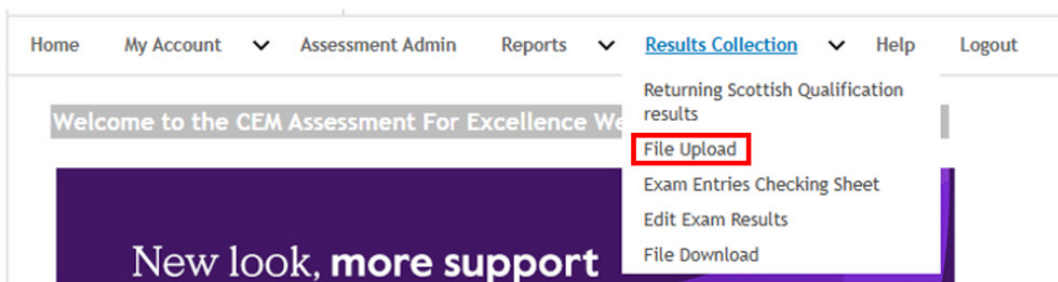 Home My Account Assessment Admin Reports Results Collection Help Logout
Returning Scottish Qualification
results
File Upload
Exam Entries Checking Sheet
Edit Exam Results
File Download
Welcome to the CEM Assessment For Excellence
New look, more support